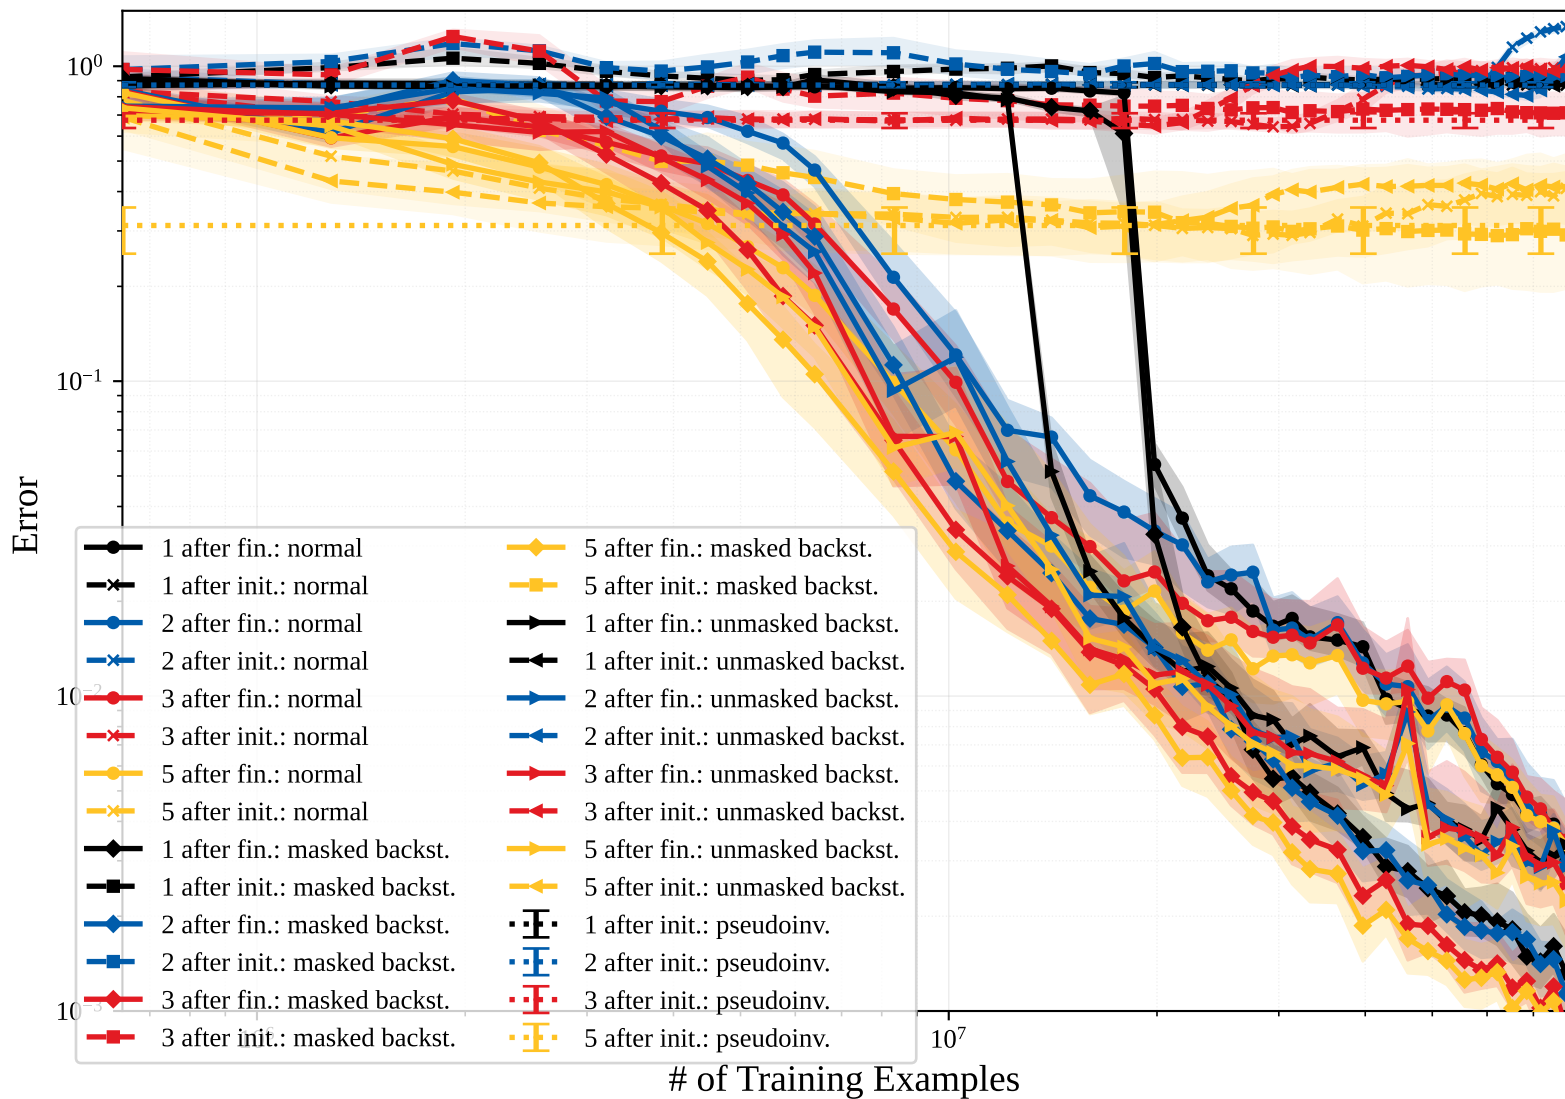 10⁰
10⁻¹
10⁻²
10⁻³
Error
1 after fin.: normal
1 after init.: normal
2 after fin.: normal
2 after init.: normal
3 after fin.: normal
3 after init.: normal
5 after fin.: normal
5 after init.: normal
1 after fin.: masked backst.
1 after init.: masked backst.
2 after fin.: masked backst.
2 after init.: masked backst.
3 after fin.: masked backst.
3 after init.: masked backst.
5 after fin.: masked backst.
5 after init.: masked backst.
1 after fin.: unmasked backst.
1 after init.: unmasked backst.
2 after fin.: unmasked backst.
2 after init.: unmasked backst.
3 after fin.: unmasked backst.
3 after init.: unmasked backst.
5 after fin.: unmasked backst.
5 after init.: unmasked backst.
1 after init.: pseudoinv.
2 after init.: pseudoinv.
3 after init.: pseudoinv.
5 after init.: pseudoinv.
10⁶
10⁷
# of Training Examples